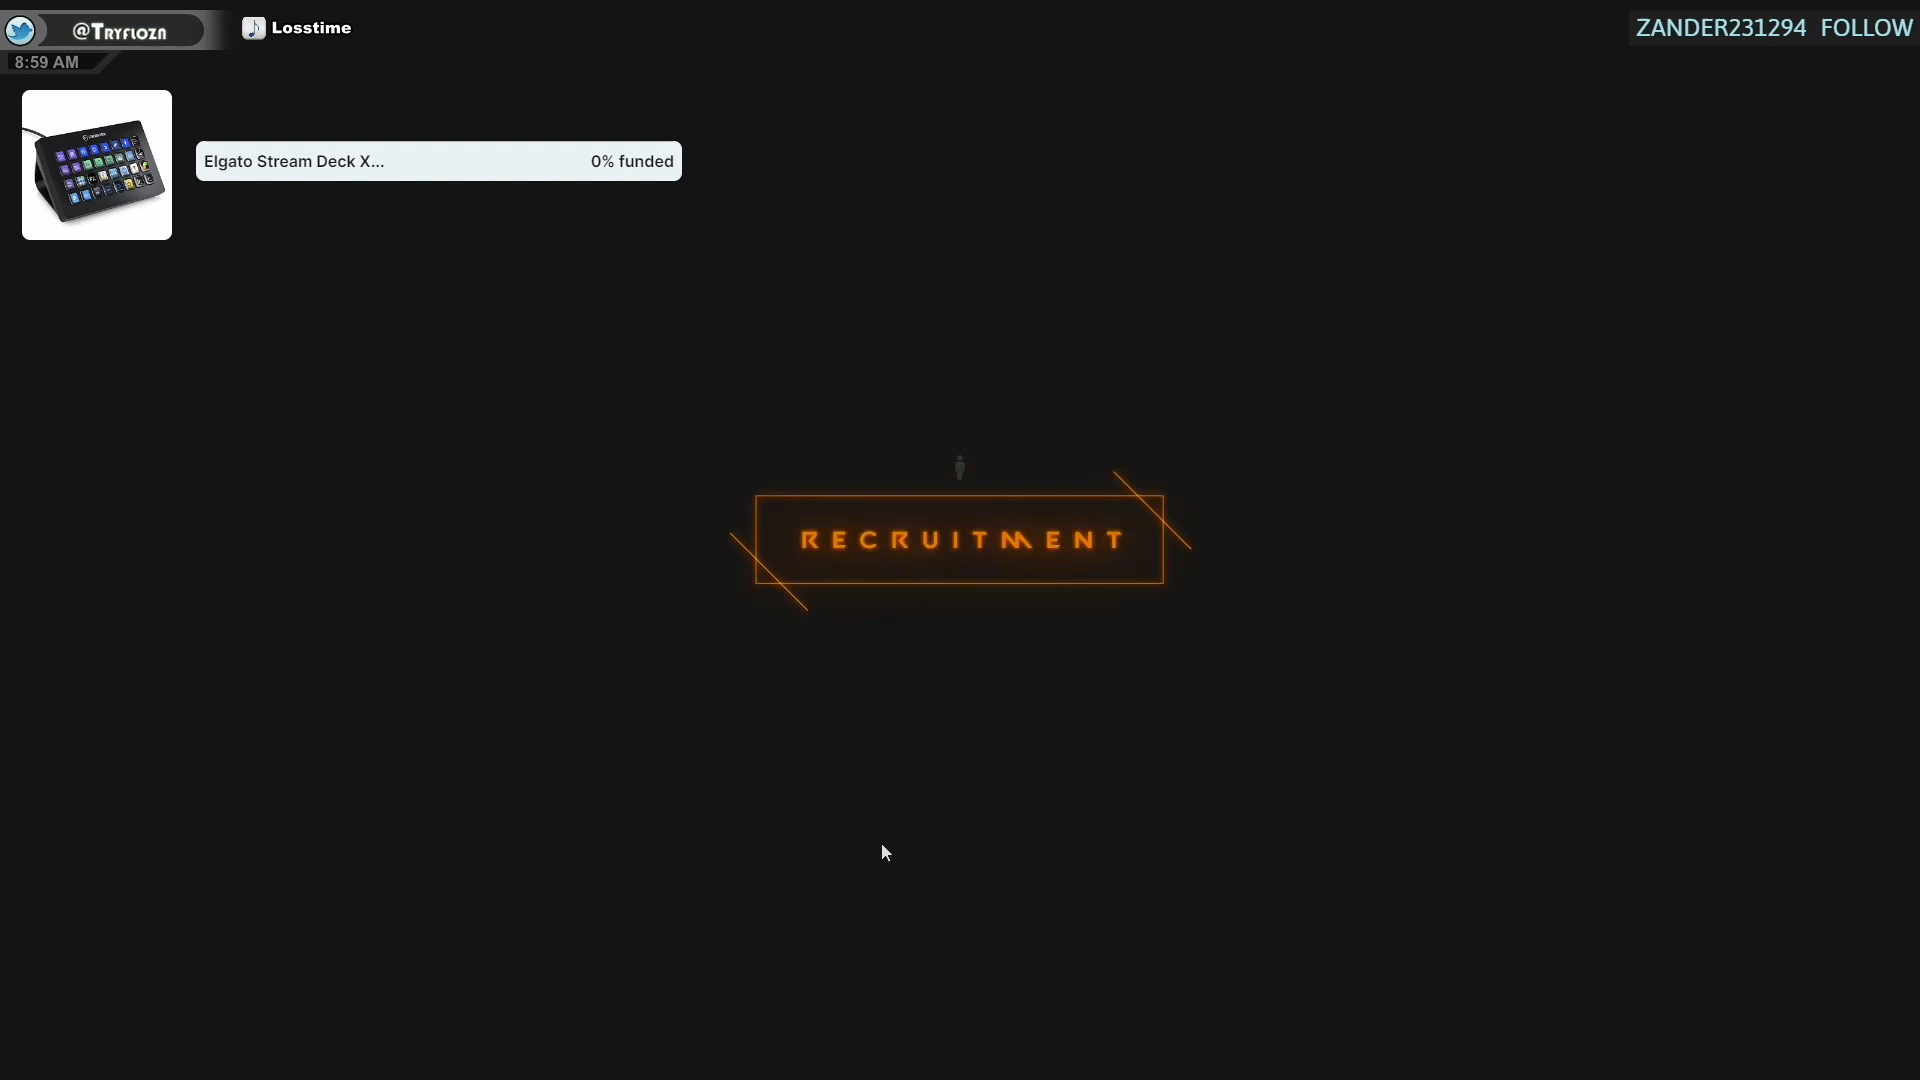 @Tryflozn
Losstime
ZANDER231294 FOLLOW
8:59 AM
Elgato Stream Deck X...
0% funded
RECRUITMENT